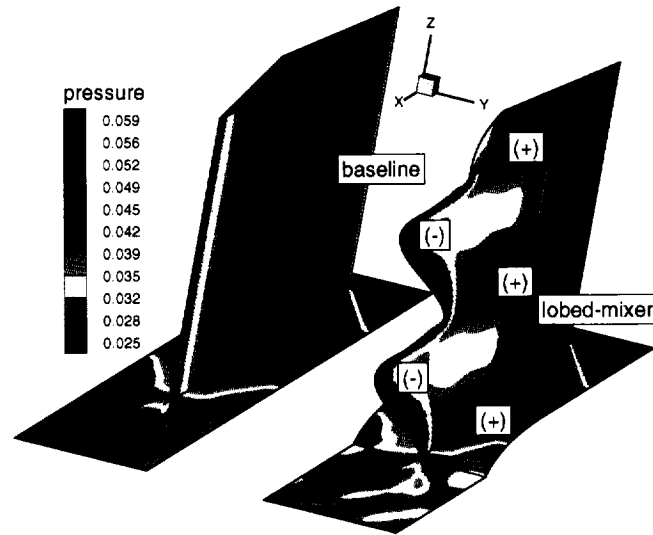 Z
X
Y
pressure
0.059
0.056
0.052
0.049
0.045
0.042
0.039
0.035
0.032
0.028
0.025
baseline
(+)
(-)
(+)
lobed-mixer
(-)
(+)